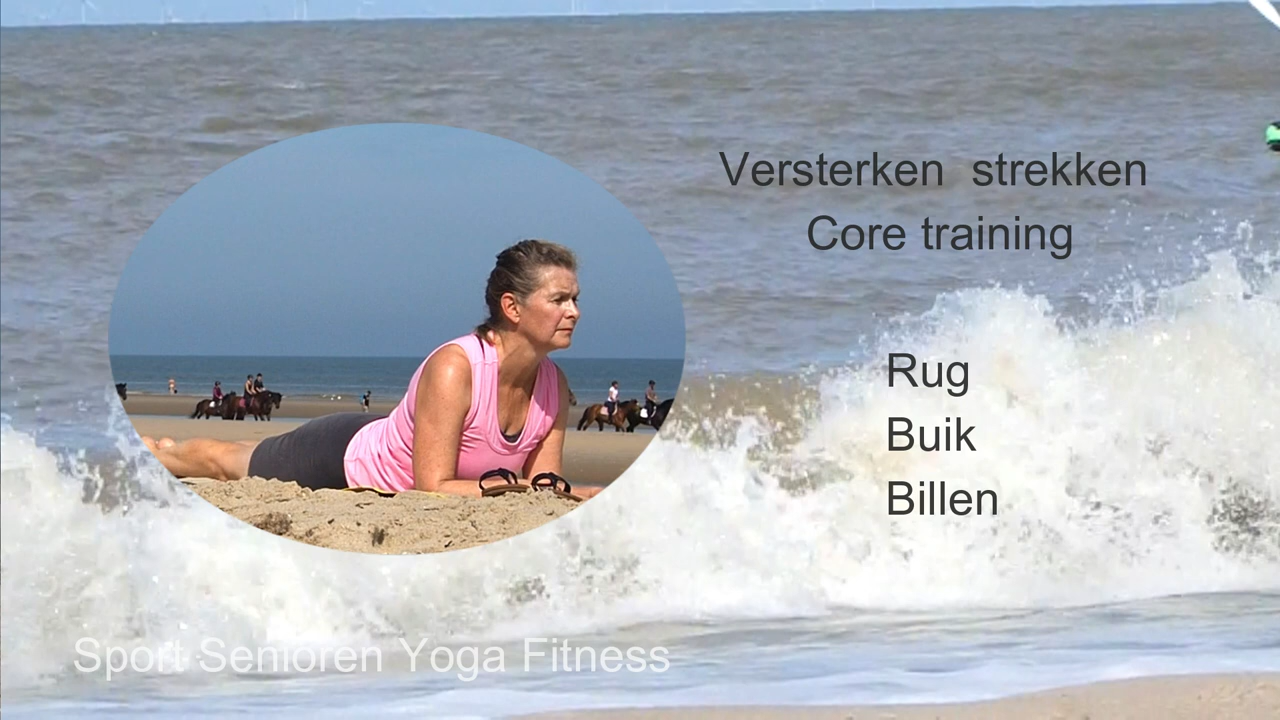 Versterken strekken
Core training
Rug
Buik
Billen
Sport Senioren Yoga Fitness